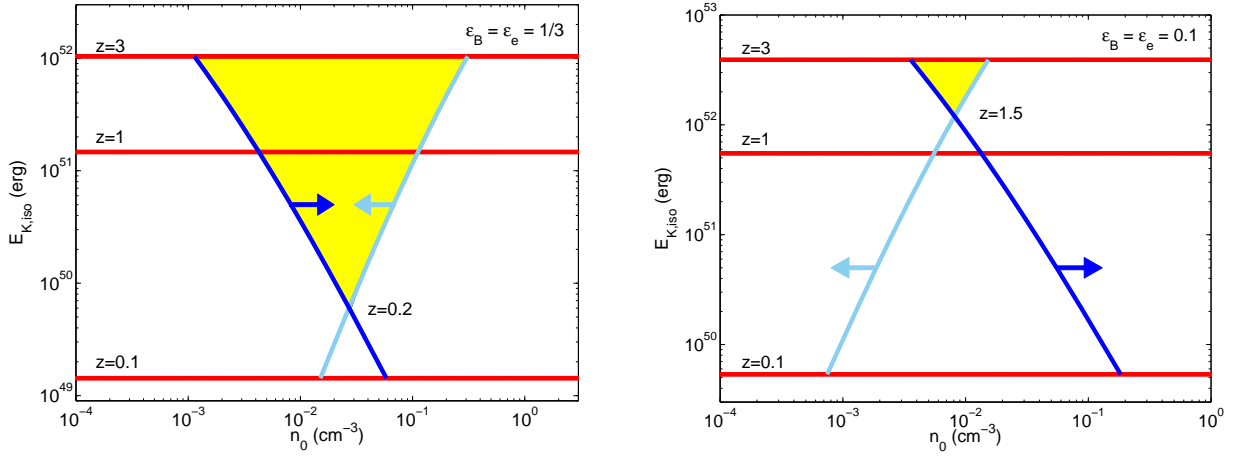 ε_B = ε_e = 1/3
z=3
z=1
z=0.2
z=0.1
10^52
10^51
10^50
10^49
E_K,iso (erg)
10^−4
10^−3
10^−2
10^−1
10^0
n_0 (cm^−3)
ε_B = ε_e = 0.1
z=3
z=1.5
z=1
z=0.1
10^53
10^52
10^51
10^50
E_K,iso (erg)
10^−4
10^−3
10^−2
10^−1
10^0
n_0 (cm^−3)